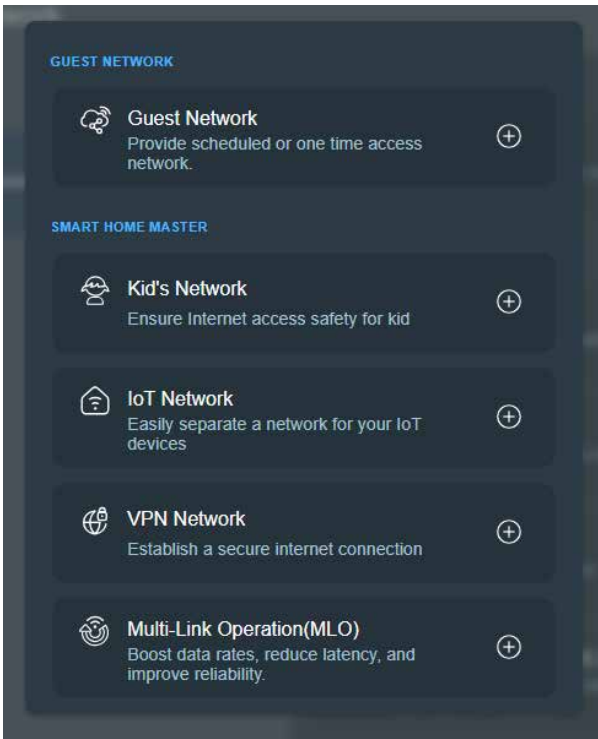 GUEST NETWORK
Guest Network
Provide scheduled or one time access
network.
SMART HOME MASTER
Kid's Network
Ensure Internet access safety for kid
IoT Network
Easily separate a network for your IoT
devices
VPN Network
Establish a secure internet connection
Multi-Link Operation(MLO)
Boost data rates, reduce latency, and
improve reliability.